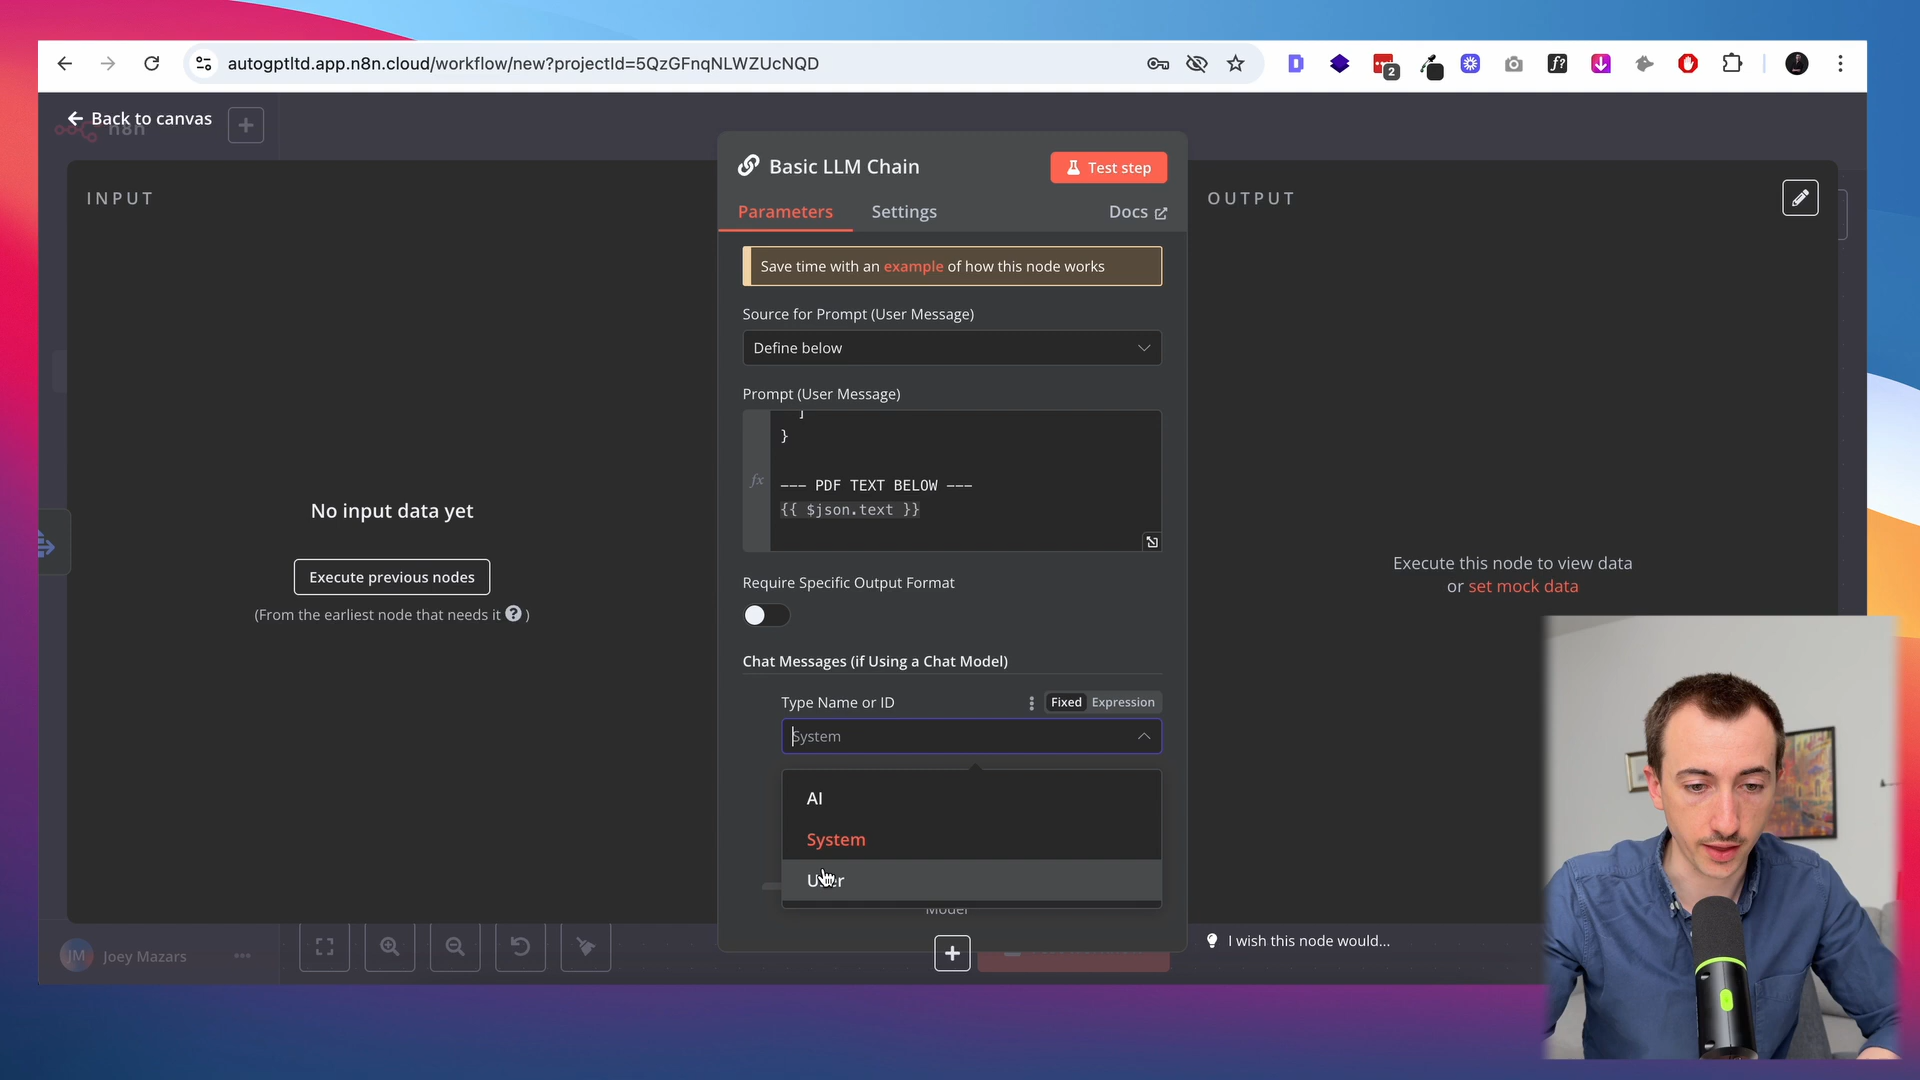 autogptltd.app.n8n.cloud/workflow/new?projectId=5QzGFnqNLWZUcNQD
2
f?
Back to canvas
n8n
INPUT
No input data yet
Execute previous nodes
(From the earliest node that needs it ? )
Basic LLM Chain
Test step
Parameters
Settings
Docs
Save time with an example of how this node works
Source for Prompt (User Message)
Define below
Prompt (User Message)
]
}
fx
––– PDF TEXT BELOW –––
{{ $json.text }}
Require Specific Output Format
Chat Messages (if Using a Chat Model)
Type Name or ID
Fixed
Expression
System
AI
System
User
Model
OUTPUT
Execute this node to view data
or set mock data
I wish this node would...
JM
Joey Mazars